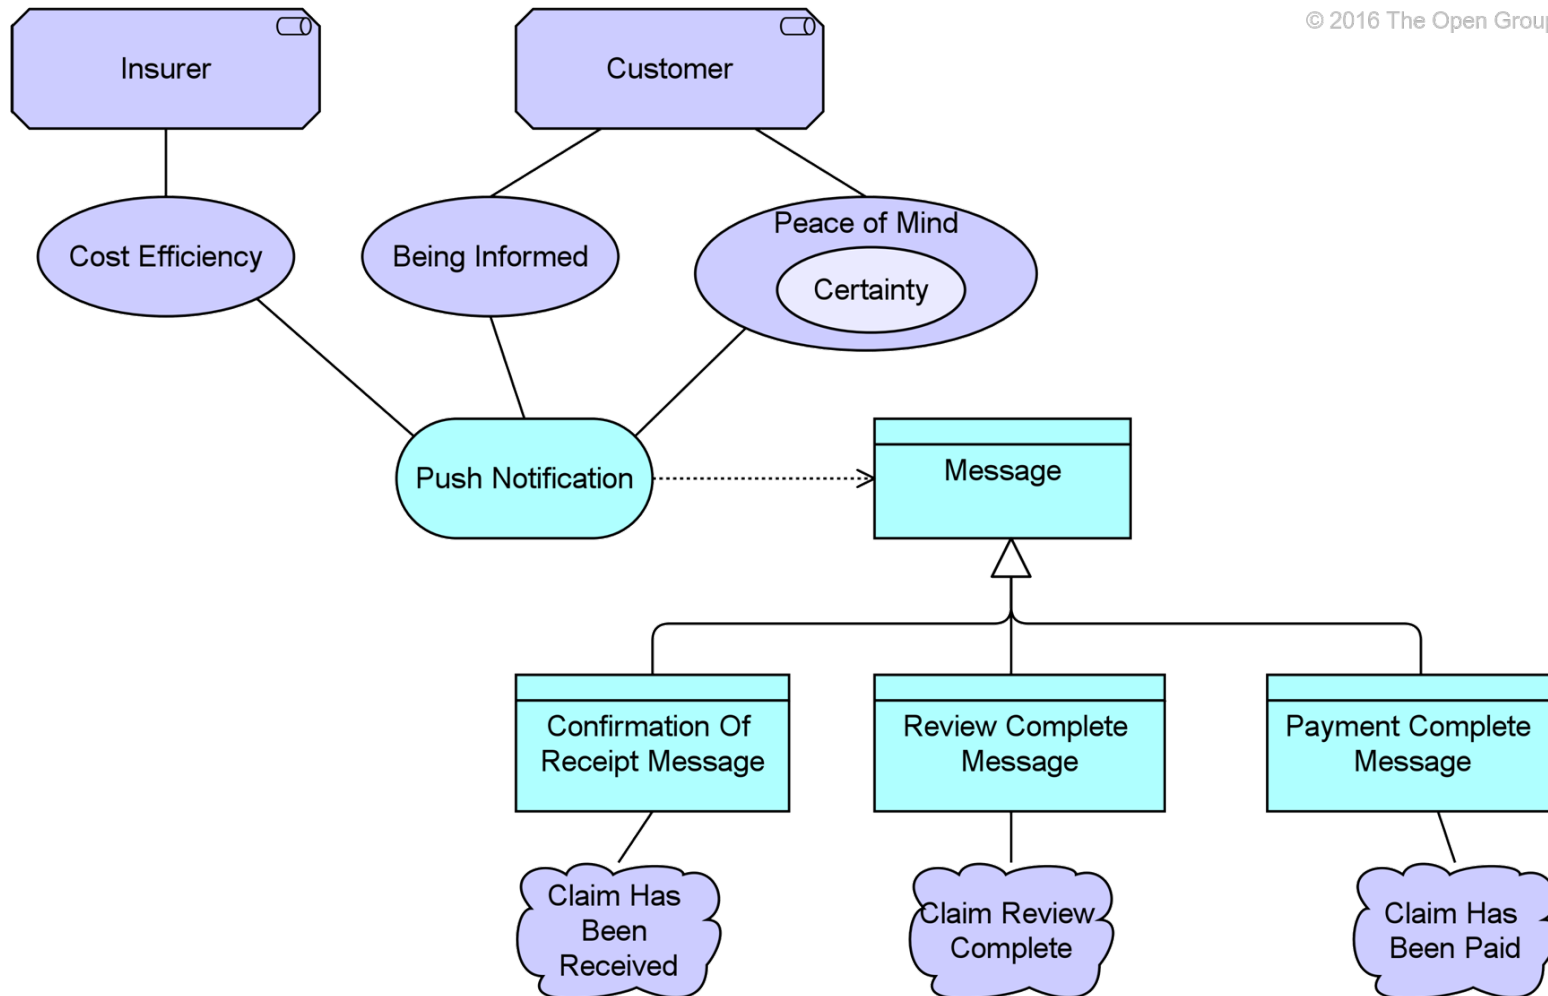 © 2016 The Open Group
Insurer
Customer
Cost Efficiency
Being Informed
Peace of Mind
Certainty
Push Notification
Message
Confirmation Of
Receipt Message
Review Complete
Message
Payment Complete
Message
Claim Has
Been
Received
Claim Review
Complete
Claim Has
Been Paid